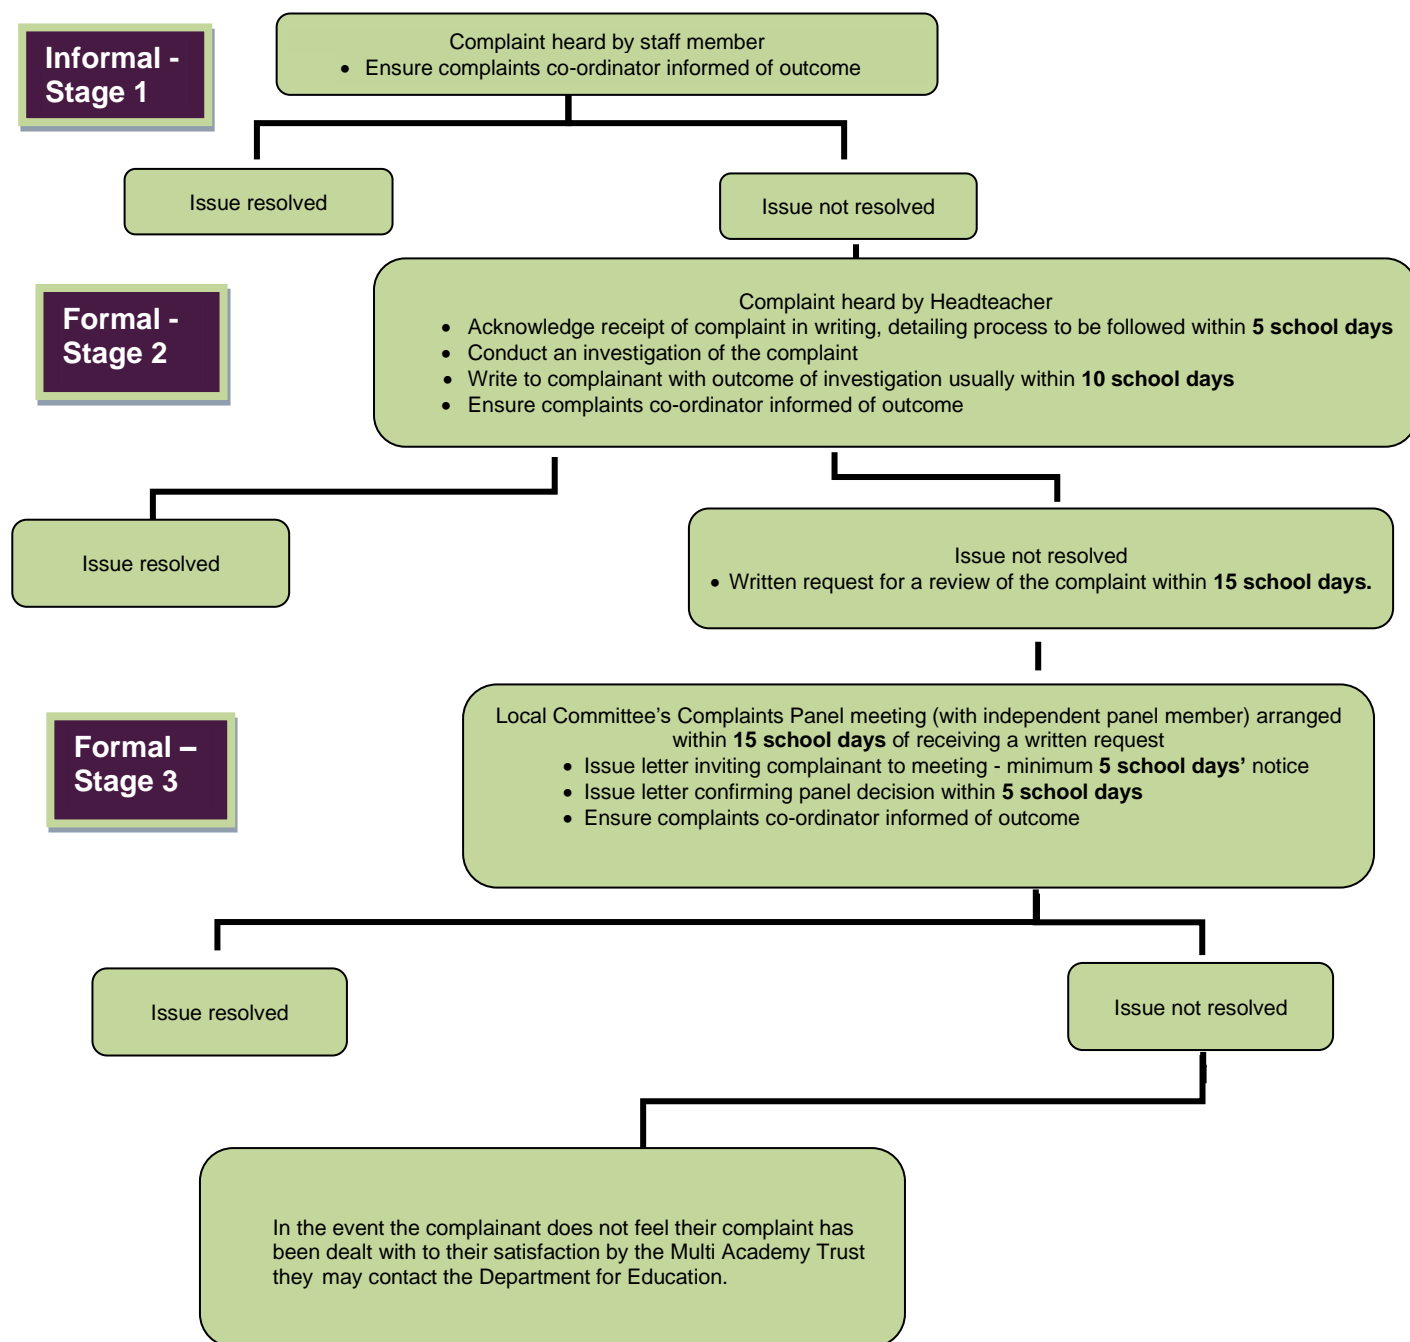 Informal -
Stage 1
Complaint heard by staff member
• Ensure complaints co-ordinator informed of outcome
Issue resolved
Issue not resolved
Formal -
Stage 2
Complaint heard by Headteacher
• Acknowledge receipt of complaint in writing, detailing process to be followed within 5 school days
• Conduct an investigation of the complaint
• Write to complainant with outcome of investigation usually within 10 school days
• Ensure complaints co-ordinator informed of outcome
Issue resolved
Issue not resolved
• Written request for a review of the complaint within 15 school days.
Formal –
Stage 3
Local Committee’s Complaints Panel meeting (with independent panel member) arranged
within 15 school days of receiving a written request
• Issue letter inviting complainant to meeting - minimum 5 school days’ notice
• Issue letter confirming panel decision within 5 school days
• Ensure complaints co-ordinator informed of outcome
Issue resolved
Issue not resolved
In the event the complainant does not feel their complaint has
been dealt with to their satisfaction by the Multi Academy Trust
they may contact the Department for Education.